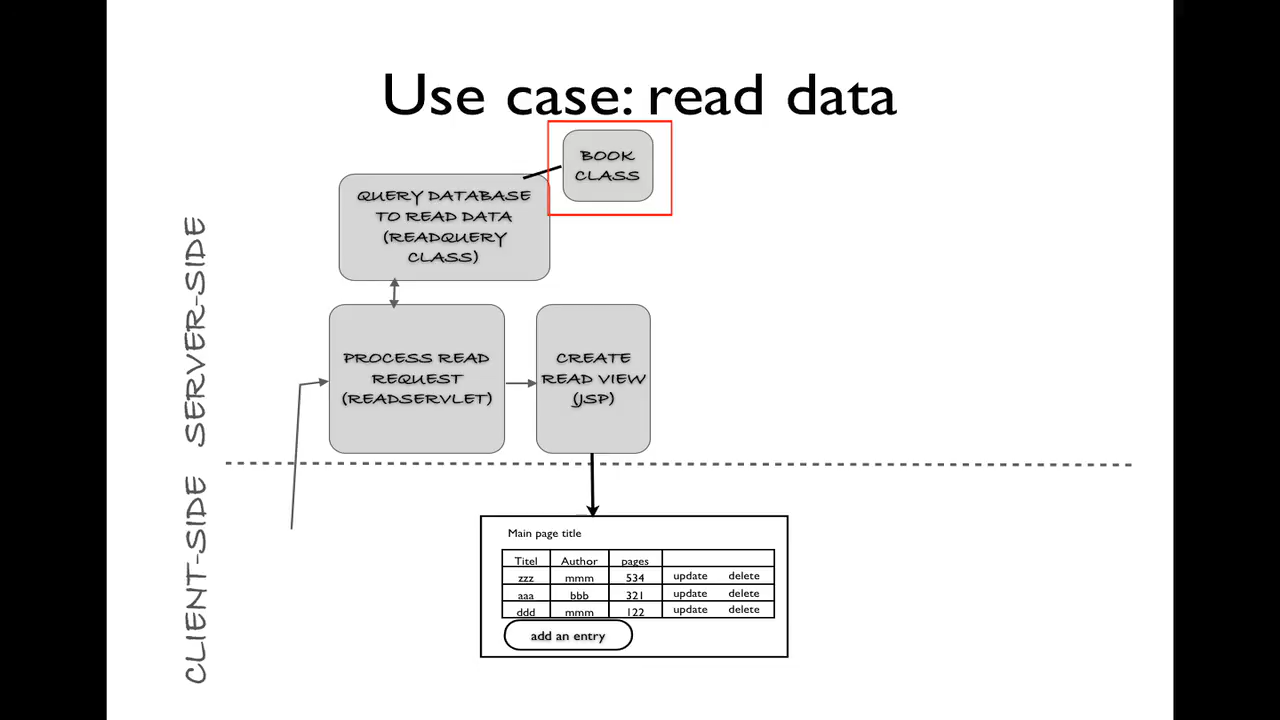 Use case: read data
BOOK
CLASS
QUERY DATABASE
TO READ DATA
(READQUERY
CLASS)
SERVER-SIDE
PROCESS READ
REQUEST
(READSERVLET)
CREATE
READ VIEW
(JSP)
CLIENT-SIDE
Main page title
Titel Author pages
zzz mmm 534 update delete
aaa bbb 321 update delete
ddd mmm 122 update delete
add an entry